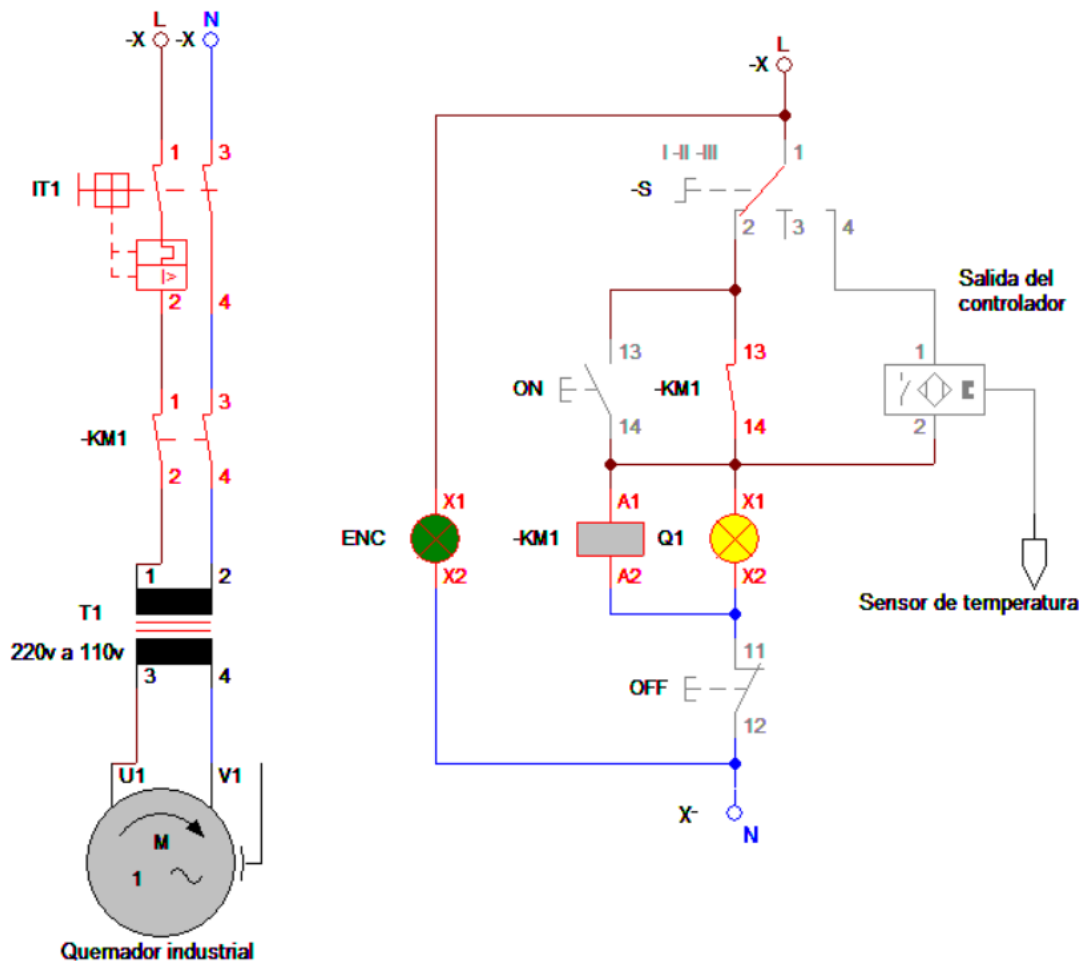 L N
-X -X
1 3
IT1
I>
2 4
1 3
-KM1
2 4
1 2
T1
220v a 110v
3 4
U1 V1
M
1
Quemador industrial
L
-X
I -II -III 1
-S
2 3 4
Salida del
controlador
13 13 1
ON -KM1
14 14 2
X1 A1 X1
ENC -KM1 Q1
X2 A2 X2
Sensor de temperatura
11
OFF
12
X-
N